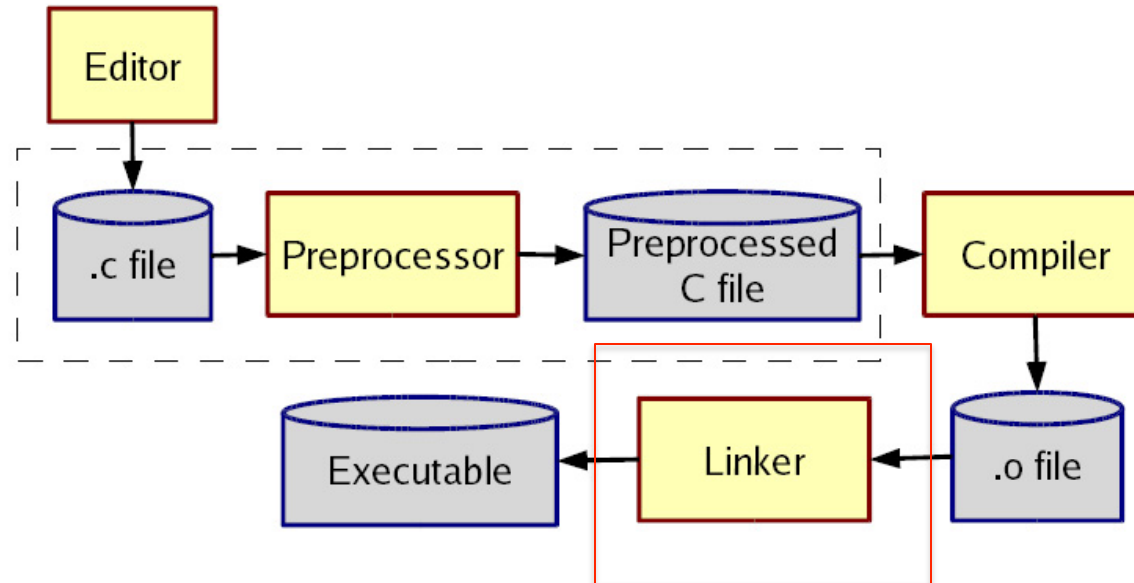 Editor
.c file
Preprocessor
Preprocessed
C file
Compiler
Executable
Linker
.o file